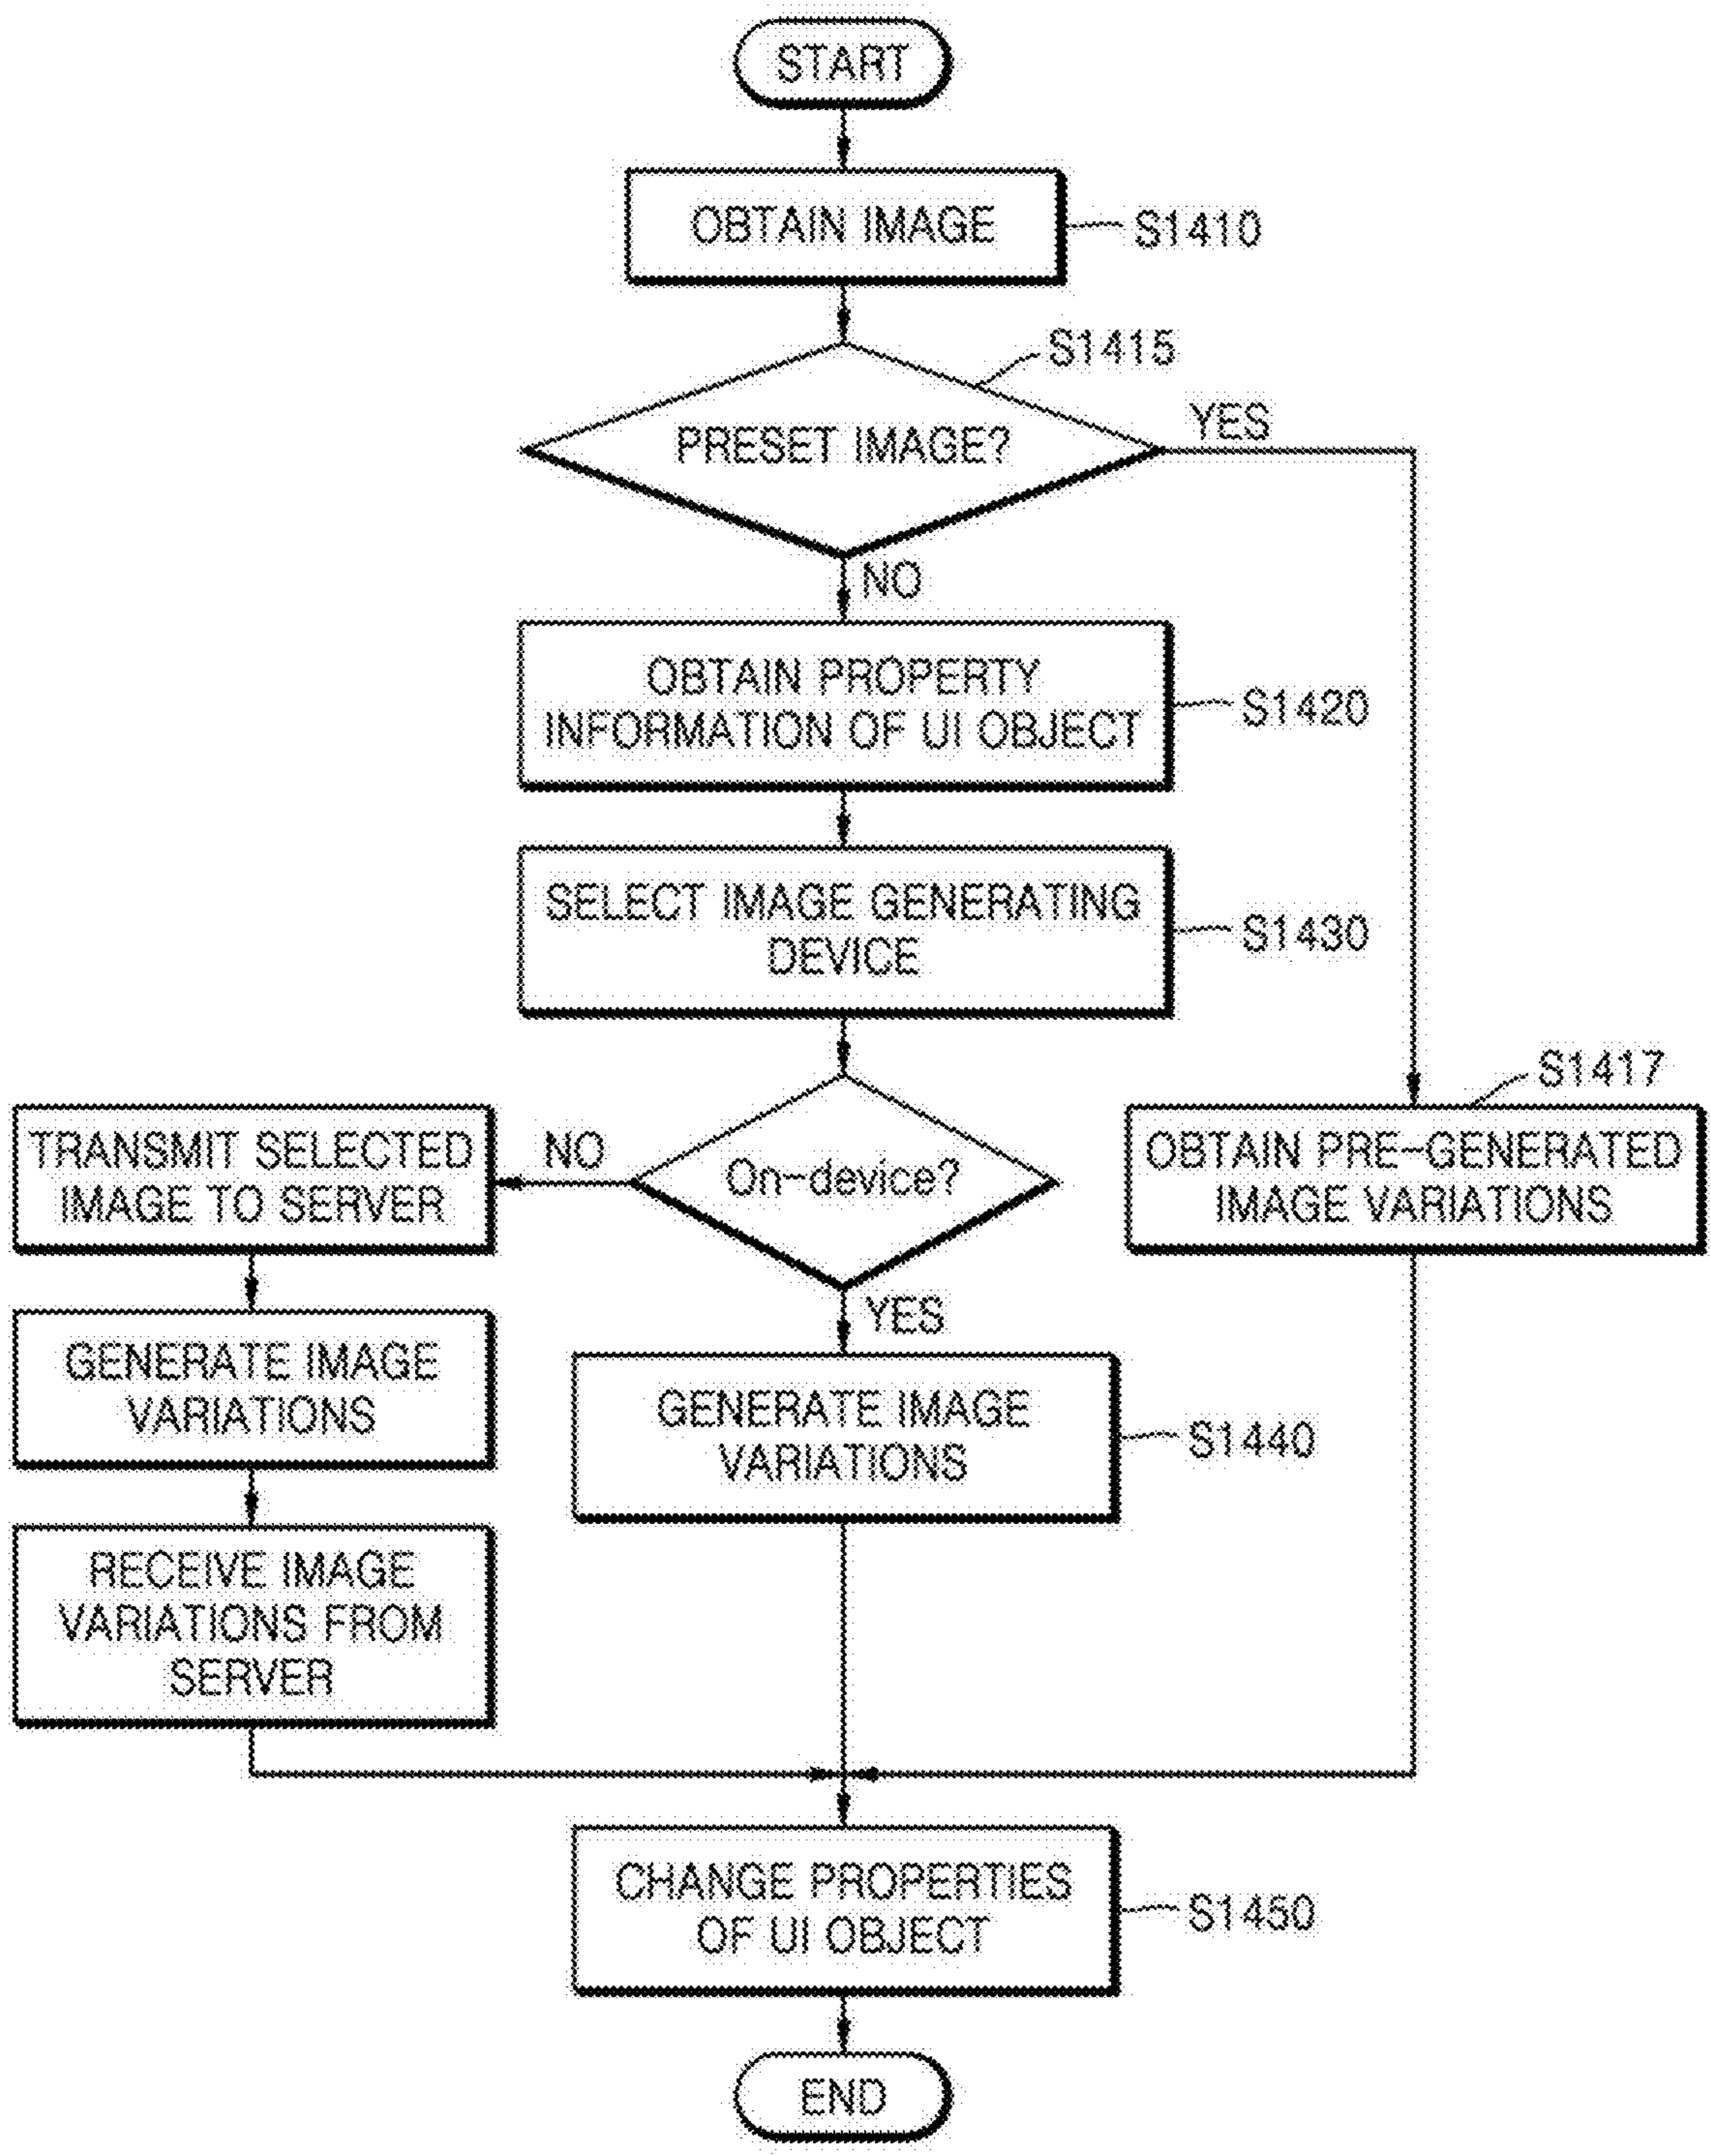 START
OBTAIN IMAGE
S1410
S1415
PRESET IMAGE?
YES
NO
OBTAIN PROPERTY
INFORMATION OF UI OBJECT
S1420
SELECT IMAGE GENERATING
DEVICE
S1430
On-device?
NO
YES
TRANSMIT SELECTED
IMAGE TO SERVER
GENERATE IMAGE
VARIATIONS
RECEIVE IMAGE
VARIATIONS FROM
SERVER
GENERATE IMAGE
VARIATIONS
S1440
S1417
OBTAIN PRE-GENERATED
IMAGE VARIATIONS
CHANGE PROPERTIES
OF UI OBJECT
S1450
END